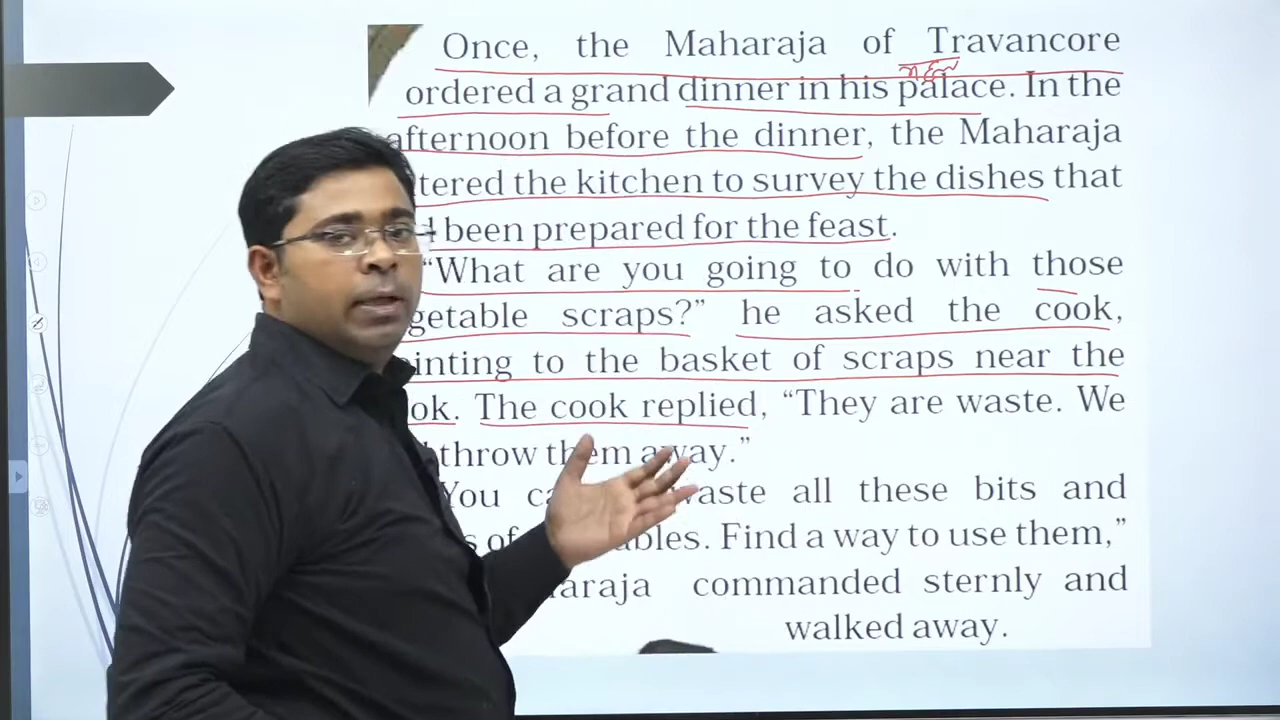 Once, the Maharaja of Travancore
ordered a grand dinner in his palace. In the
afternoon before the dinner, the Maharaja
tered the kitchen to survey the dishes that
been prepared for the feast.
“What are you going to do with those
getable scraps?” he asked the cook,
inting to the basket of scraps near the
ok. The cook replied, “They are waste. We
throw them away.”
You waste all these bits and
of ables. Find a way to use them,”
araja commanded sternly and
walked away.